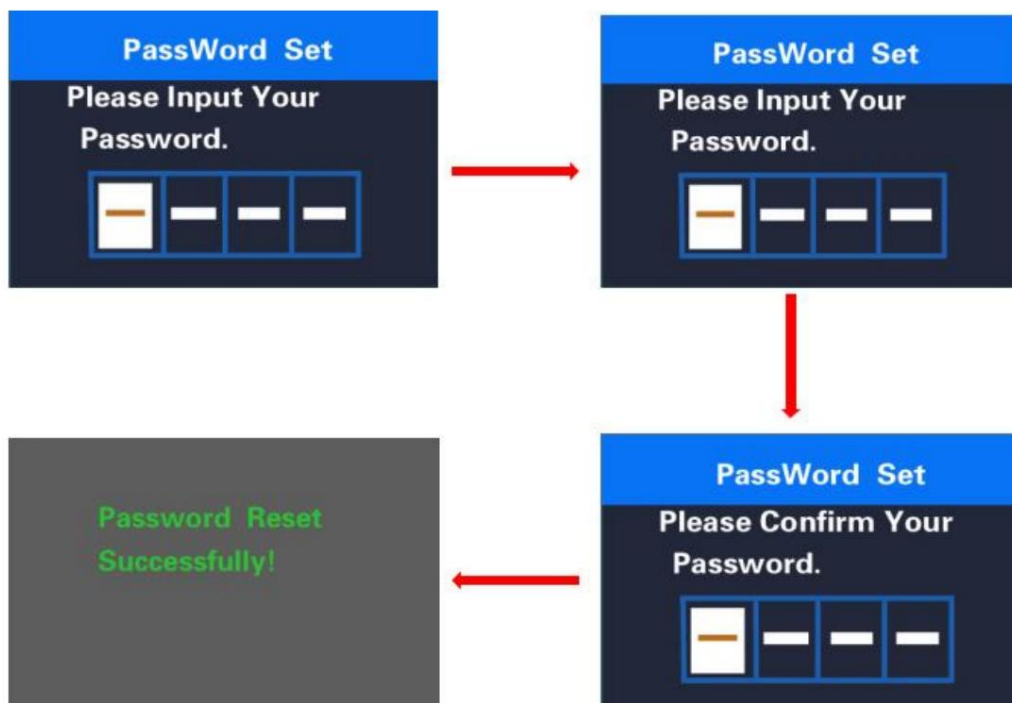 PassWord Set
Please Input Your
Password.
PassWord Set
Please Input Your
Password.
PassWord Set
Please Confirm Your
Password.
Password Reset
Successfully!